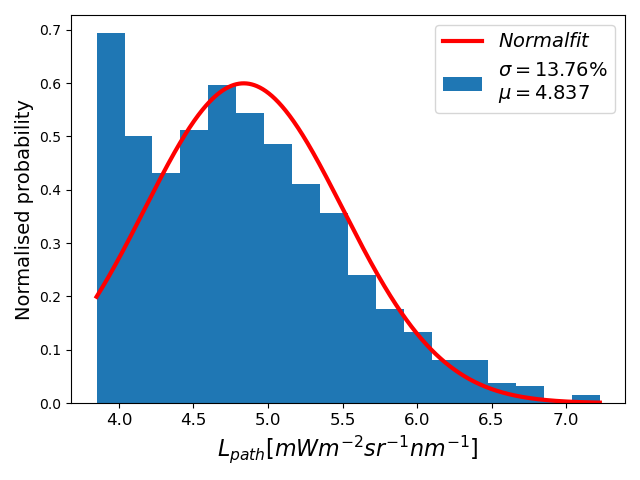 Normalfit
σ = 13.76%
μ = 4.837
Normalised probability
0.7
0.6
0.5
0.4
0.3
0.2
0.1
0.0
4.0 4.5 5.0 5.5 6.0 6.5 7.0
L_path[mWm⁻²sr⁻¹nm⁻¹]